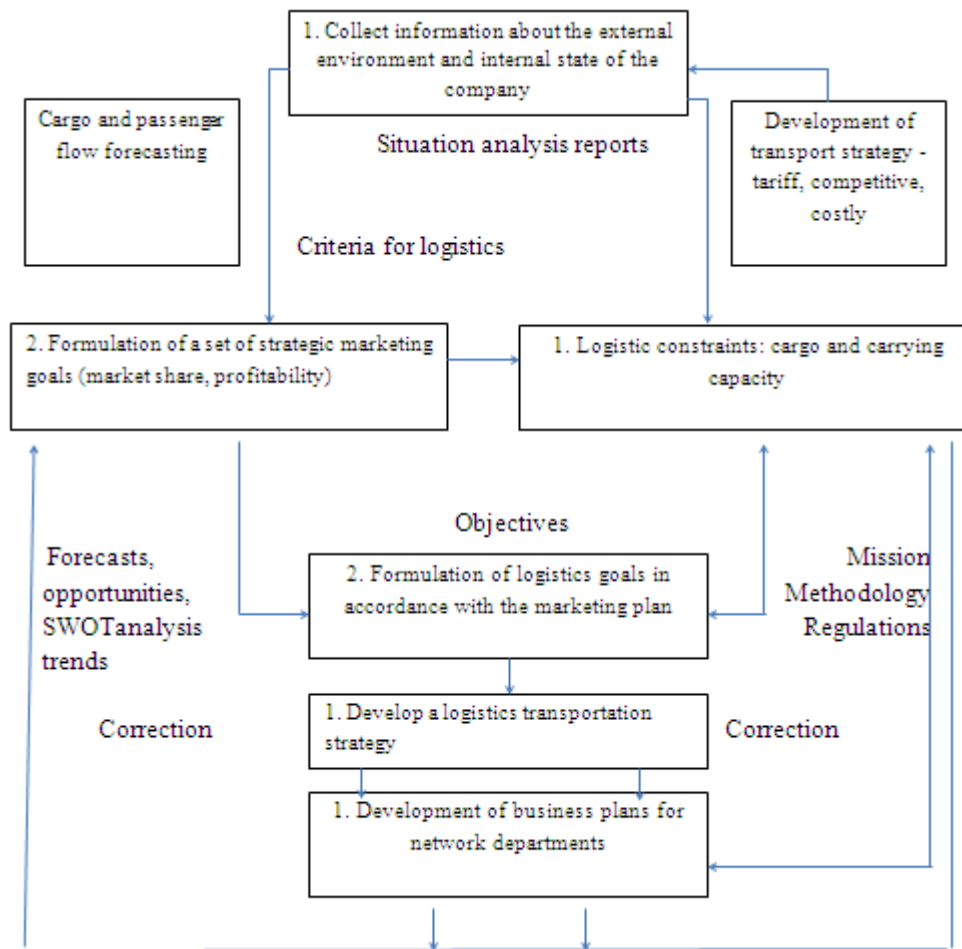 1. Collect information about the external
environment and internal state of the
company
Cargo and passenger
flow forecasting
Situation analysis reports
Development of
transport strategy -
tariff, competitive,
costly
Criteria for logistics
2. Formulation of a set of strategic marketing
goals (market share, profitability)
1. Logistic constraints: cargo and carrying
capacity
Objectives
Forecasts,
opportunities,
SWOTanalysis
trends
2. Formulation of logistics goals in
accordance with the marketing plan
Mission
Methodology
Regulations
Correction
1. Develop a logistics transportation
strategy
Correction
1. Development of business plans for
network departments